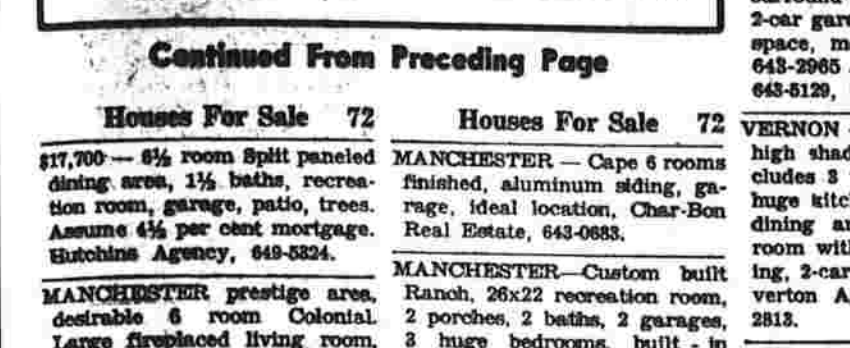 Continued From Preceding Page
Houses For Sale 72
$17,700 — 6½ room Split paneled
dining area, 1½ baths, recrea-
tion room, garage, patio, trees.
Assume 4½ per cent mortgage.
Hutchins Agency, 649-5324.
MANCHESTER prestige area,
desirable 6 room Colonial.
Large fireplaced living room,
Houses For Sale 72
MANCHESTER — Cape 6 rooms
finished, aluminum siding, ga-
rage, ideal location, Char-Bon
Real Estate, 643-0683.
MANCHESTER—Custom built
Ranch, 26x22 recreation room,
2 porches, 2 baths, 2 garages,
3 huge bedrooms, built - in
2-car gar
space, m
643-2965
643-5129,
VERNON
high shad
cludes 3
huge kitc
dining ar
room with
ing, 2-car
verton A
2813.